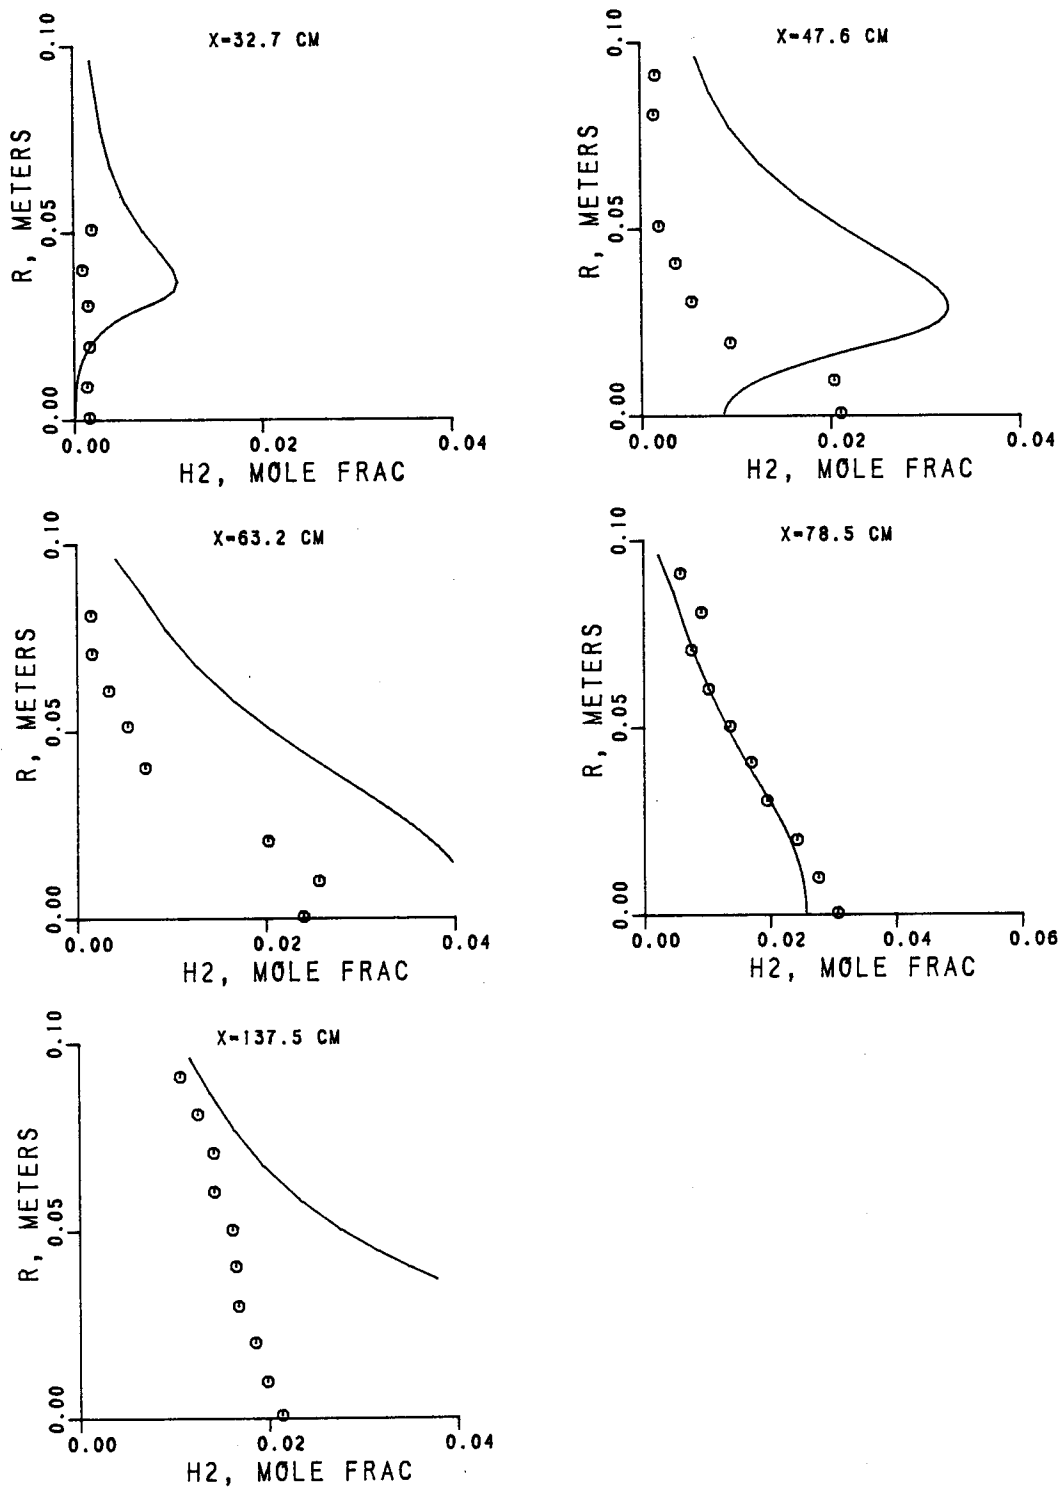 X=32.7 CM
R, METERS
0.10
0.05
0.00
0.00 0.02 0.04
H2, MOLE FRAC
X=47.6 CM
R, METERS
0.10
0.05
0.00
0.00 0.02 0.04
H2, MOLE FRAC
X=63.2 CM
R, METERS
0.10
0.05
0.00
0.00 0.02 0.04
H2, MOLE FRAC
X=78.5 CM
R, METERS
0.10
0.05
0.00
0.00 0.02 0.04 0.06
H2, MOLE FRAC
X=137.5 CM
R, METERS
0.10
0.05
0.00
0.00 0.02 0.04
H2, MOLE FRAC